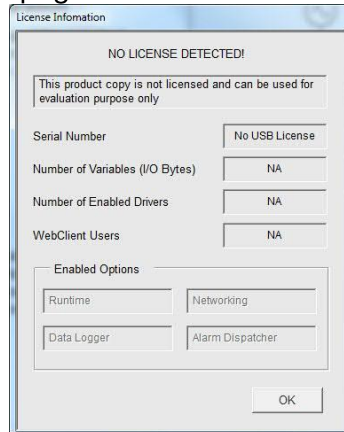 License Infomation
NO LICENSE DETECTED!
This product copy is not licensed and can be used for
evaluation purpose only
Serial Number No USB License
Number of Variables (I/O Bytes) NA
Number of Enabled Drivers NA
WebClient Users NA
Enabled Options
Runtime Networking
Data Logger Alarm Dispatcher
OK